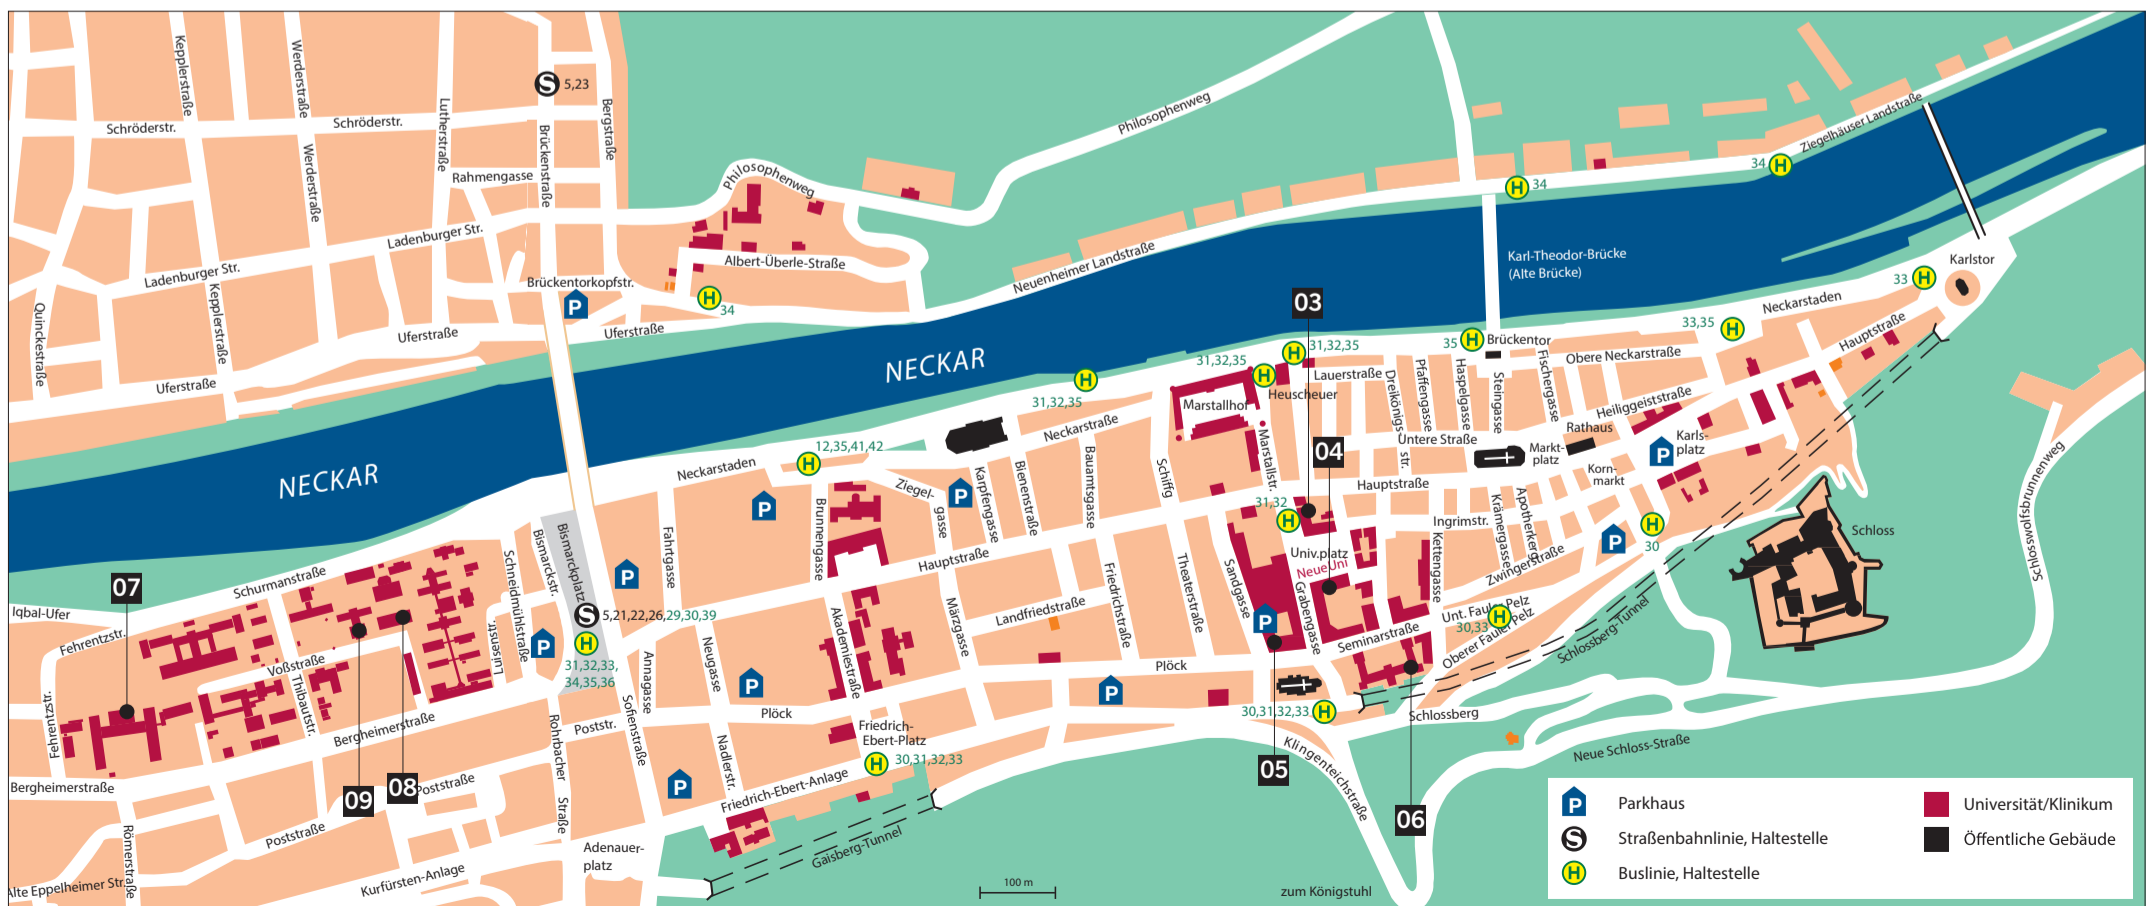 Kepplerstraße
Werderstraße
Lutherstraße
S 5,23
Bergstraße
Schröderstr.
Schröderstr.
Brückenstraße
Werderstraße
Rahmengasse
Philosophenweg
Philosophenweg
Ziegelhäuser Landstraße
34
H
H 34
Ladenburger Str.
Ladenburger Str.
Kepplerstraße
Albert-Überle-Straße
Neuenheimer Landstraße
Karl-Theodor-Brücke
(Alte Brücke)
Karlstor
33 H
Brückentorkopfstr.
P
H
34
Quinckestraße
Uferstraße
Uferstraße
Uferstraße
03
Neckarstaden
33,35 H
Hauptstraße
NECKAR
NECKAR
31,32,35
H
H 31,32,35
35 H
Brückentor
Obere Neckarstraße
Fischergasse
Lauerstraße
Heuscheuer
Dreikönigs-
str.
Pfaffengasse
Haspelgasse
Steingasse
Heiliggeiststraße
H
31,32,35
Marstallhof
Marstallstr.
Neckarstraße
12,35,41,42
H
Neckarstaden
Untere Straße
Rathaus
Markt-
platz
P
Karls-
platz
Korn-
markt
04
Hauptstraße
Ziegel-
gasse
P
P
Karpfengasse
Bienenstraße
Bauamtsgasse
Schiffg
31,32
H
Ingrimstr.
Krämergasse
Apothekerg.
Kettengasse
Zwingerstraße
P
H
30
Schloss
Schlosswolfsbrunnenweg
Brunnengasse
Hauptstraße
Fahrtgasse
Bismarckplatz
Bismarckstr.
Schneidmühlstraße
Luisenstr.
P
P
S 5,21,22,26,29,30,39
H
31,32,33,
34,35,36
Univ.platz
Neue Uni
Sandgasse
Grabengasse
P
Theaterstraße
Friedrichstraße
Landfriedstraße
Märzgasse
Akademiestraße
Unt. Fauler Pelz
30,33 H
Oberer Fauler Pelz
Seminarstraße
Schlossberg-Tunnel
07
Iqbal-Ufer
Schurmanstraße
Fehrentzstr.
Fehrentzstr.
Voßstraße
Thibautstr.
Bergheimerstraße
Bergheimerstraße
Annagasse
Neugasse
P
Plöck
Plöck
P
30,31,32,33 H
Schlossberg
Neue Schloss-Straße
Klingenteichstraße
Rohrbacher
Straße
Poststr.
Sofienstraße
Nadlerstr.
Friedrich-
Ebert-Platz
H 30,31,32,33
P
Friedrich-Ebert-Anlage
09
08
Poststraße
Poststraße
05
06
Römerstraße
Alte Eppelheimer Str.
Kurfürsten-Anlage
Adenauer-
platz
Gaisberg-Tunnel
100 m
zum Königstuhl
P Parkhaus
S Straßenbahnlinie, Haltestelle
H Buslinie, Haltestelle
Universität/Klinikum
Öffentliche Gebäude